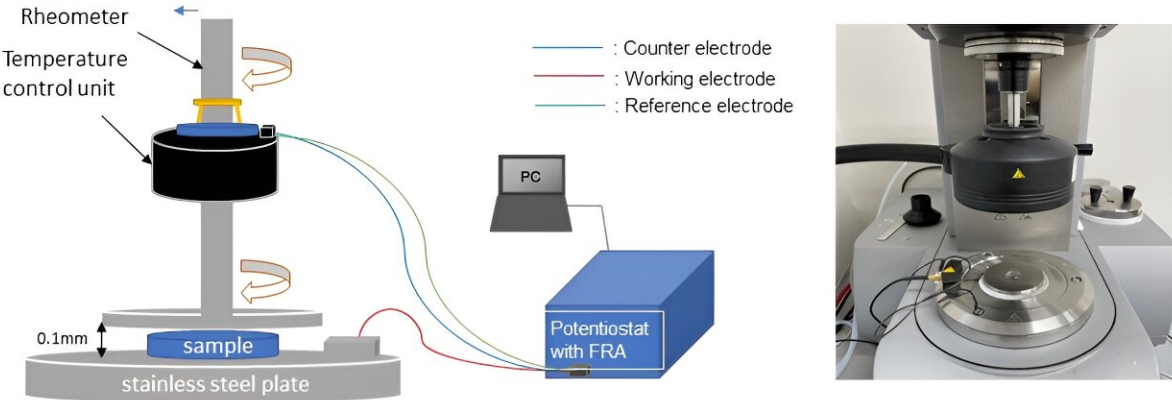 Rheometer
Temperature
control unit
: Counter electrode
: Working electrode
: Reference electrode
PC
0.1mm
sample
stainless steel plate
Potentiostat
with FRA